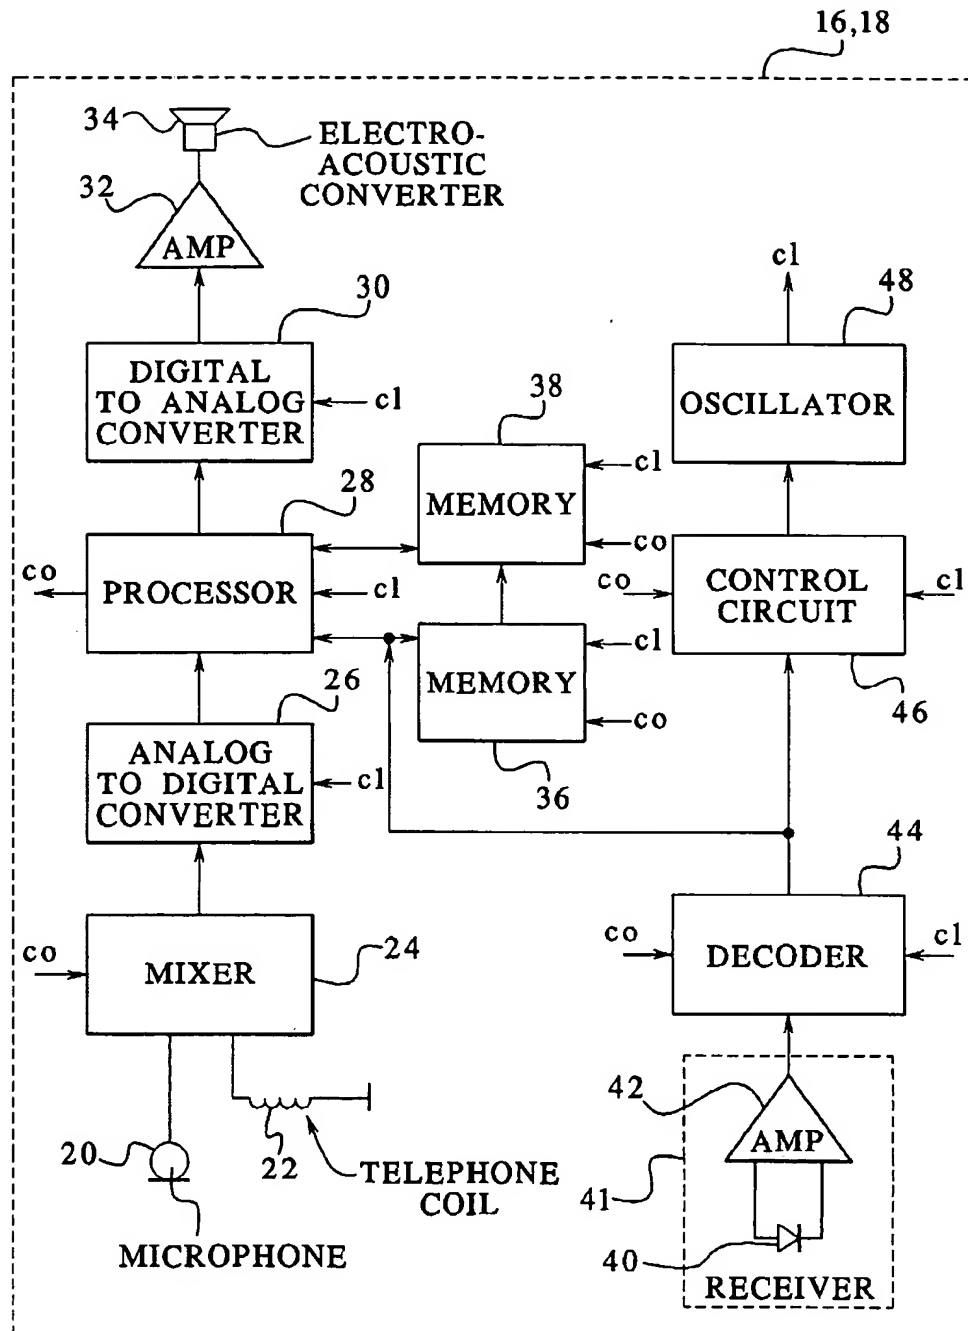 16,18
34
ELECTRO-
ACOUSTIC
CONVERTER
32
AMP
30
DIGITAL
TO ANALOG
CONVERTER
cl
cl
48
OSCILLATOR
38
MEMORY
cl
co
28
co
PROCESSOR
cl
co
CONTROL
CIRCUIT
cl
46
MEMORY
cl
co
36
26
ANALOG
TO DIGITAL
CONVERTER
cl
44
co
MIXER
24
co
DECODER
cl
42
AMP
41
40
RECEIVER
20
22
TELEPHONE
COIL
MICROPHONE